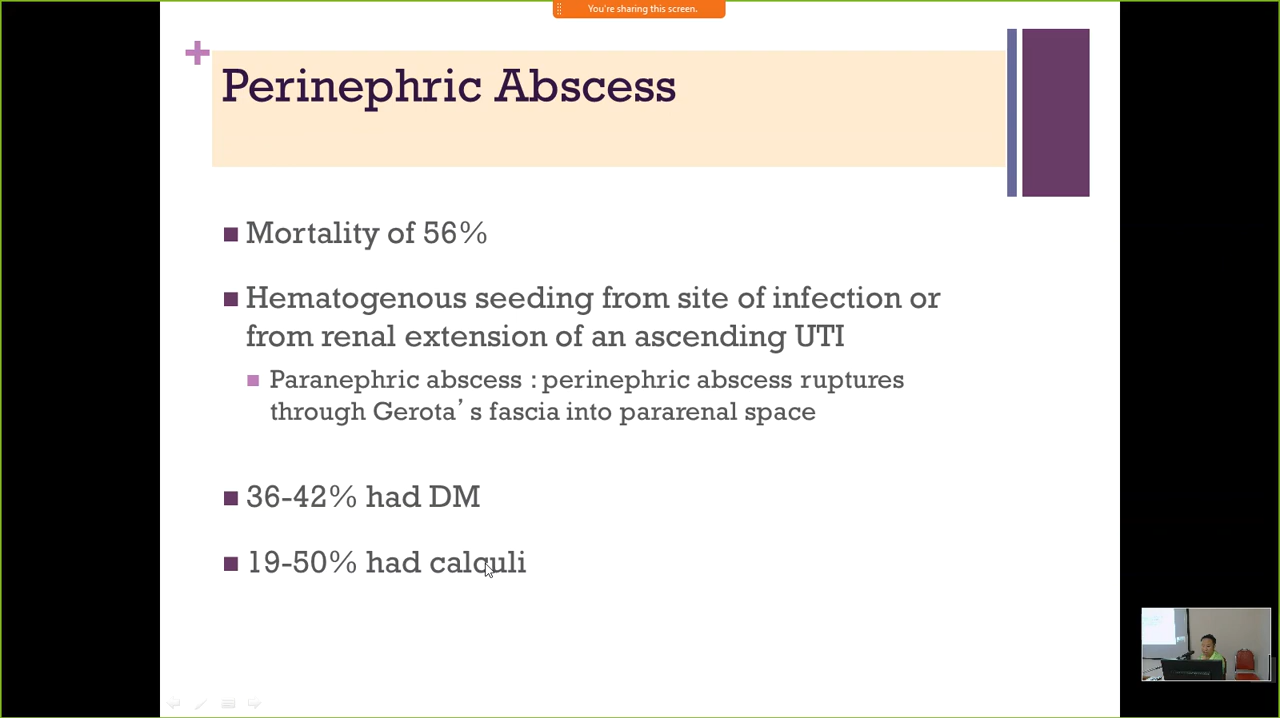 You're sharing this screen.
Perinephric Abscess
Mortality of 56%
Hematogenous seeding from site of infection or
from renal extension of an ascending UTI
Paranephric abscess : perinephric abscess ruptures
through Gerota’s fascia into pararenal space
36-42% had DM
19-50% had calculi